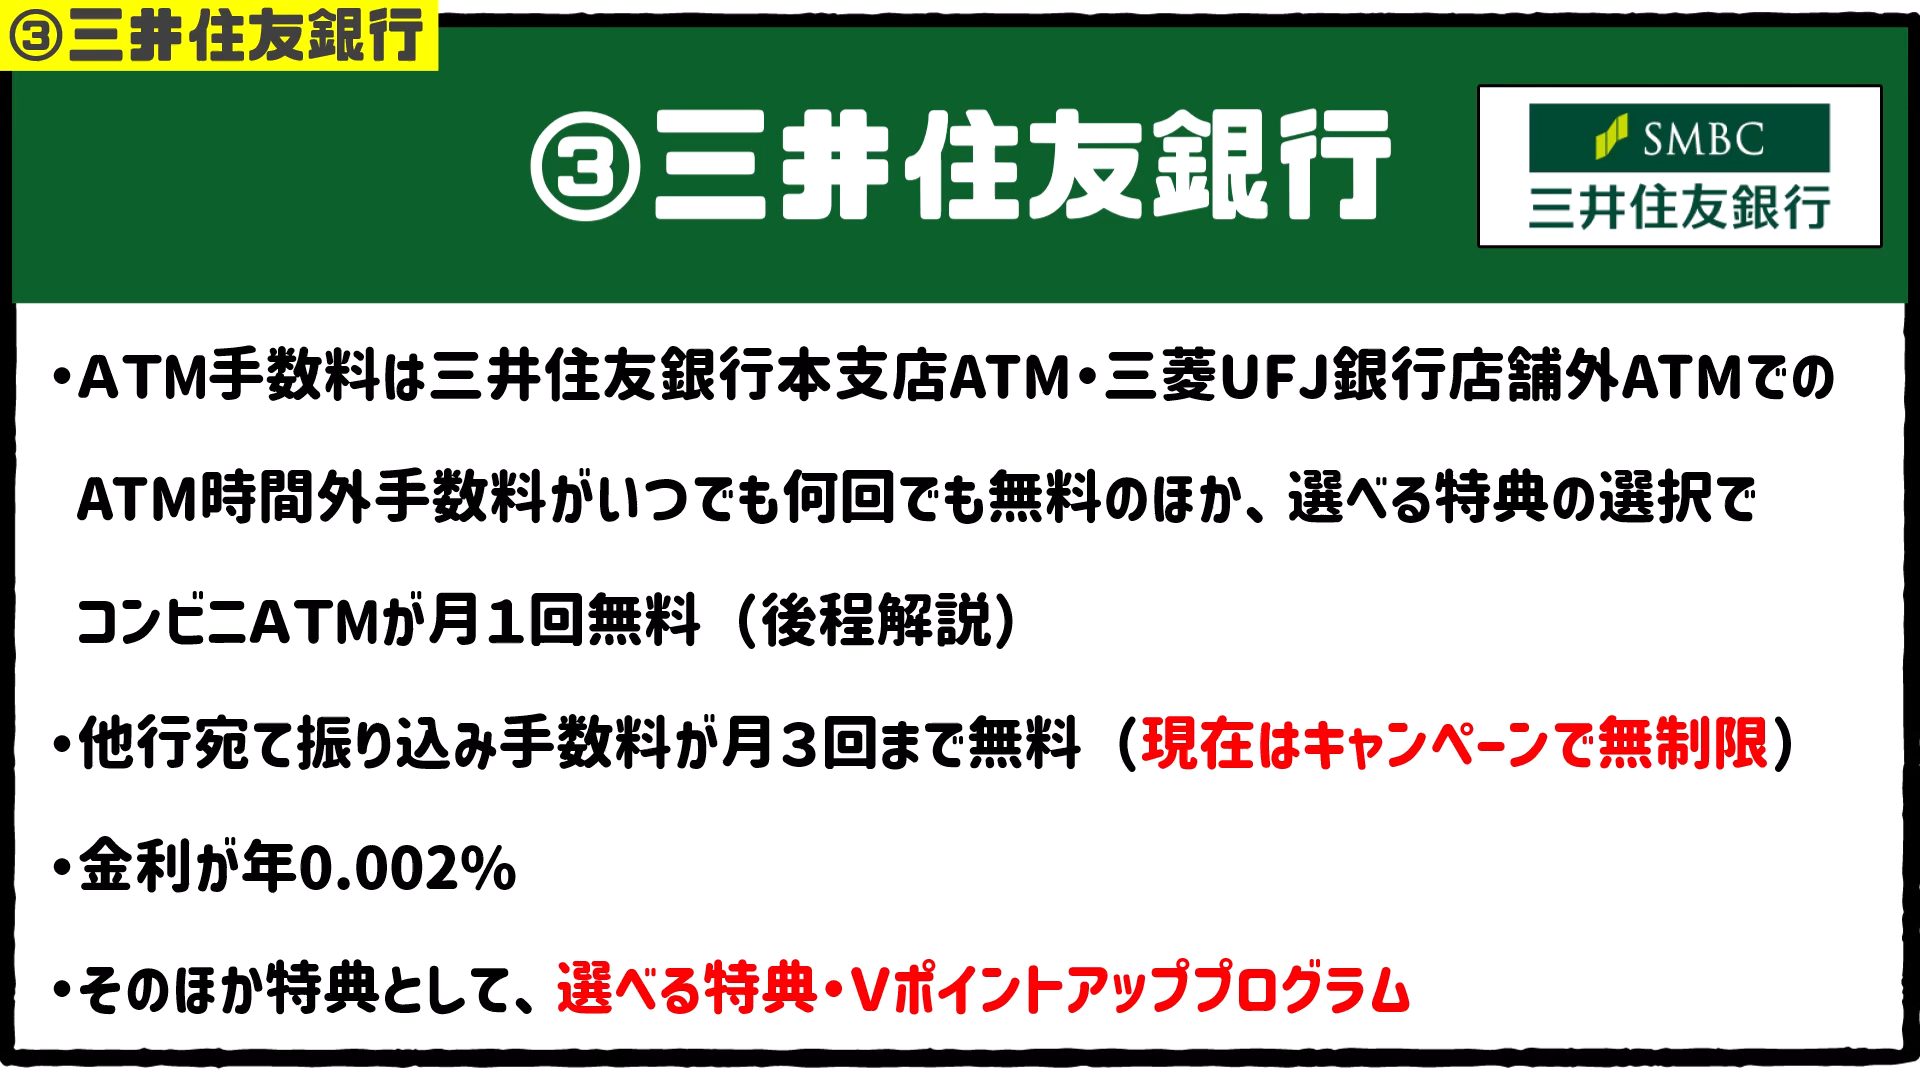 ③三井住友銀行
③三井住友銀行
SMBC
三井住友銀行
・ATM手数料は三井住友銀行本支店ATM・三菱UFJ銀行店舗外ATMでの
ATM時間外手数料がいつでも何回でも無料のほか、選べる特典の選択で
コンビニATMが月１回無料（後程解説）
・他行宛て振り込み手数料が月３回まで無料（現在はキャンペーンで無制限）
・金利が年0.002%
・そのほか特典として、選べる特典・Vポイントアッププログラム